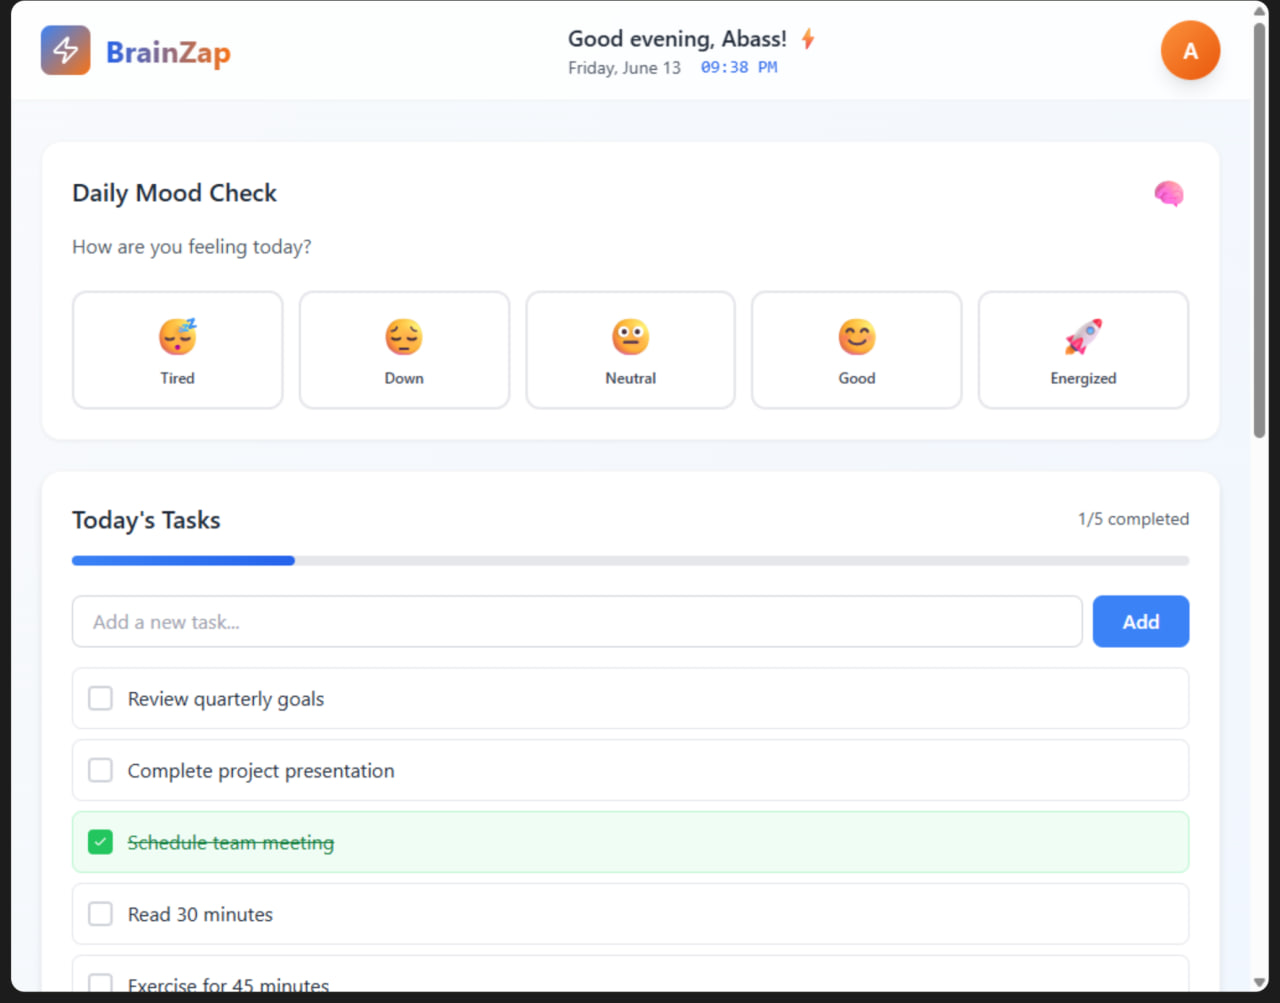 BrainZap
Good evening, Abass!
Friday, June 13 09:38 PM
A
Daily Mood Check
How are you feeling today?
Tired
Down
Neutral
Good
Energized
Today's Tasks
1/5 completed
Add a new task...
Add
Review quarterly goals
Complete project presentation
Schedule team meeting
Read 30 minutes
Exercise for 45 minutes